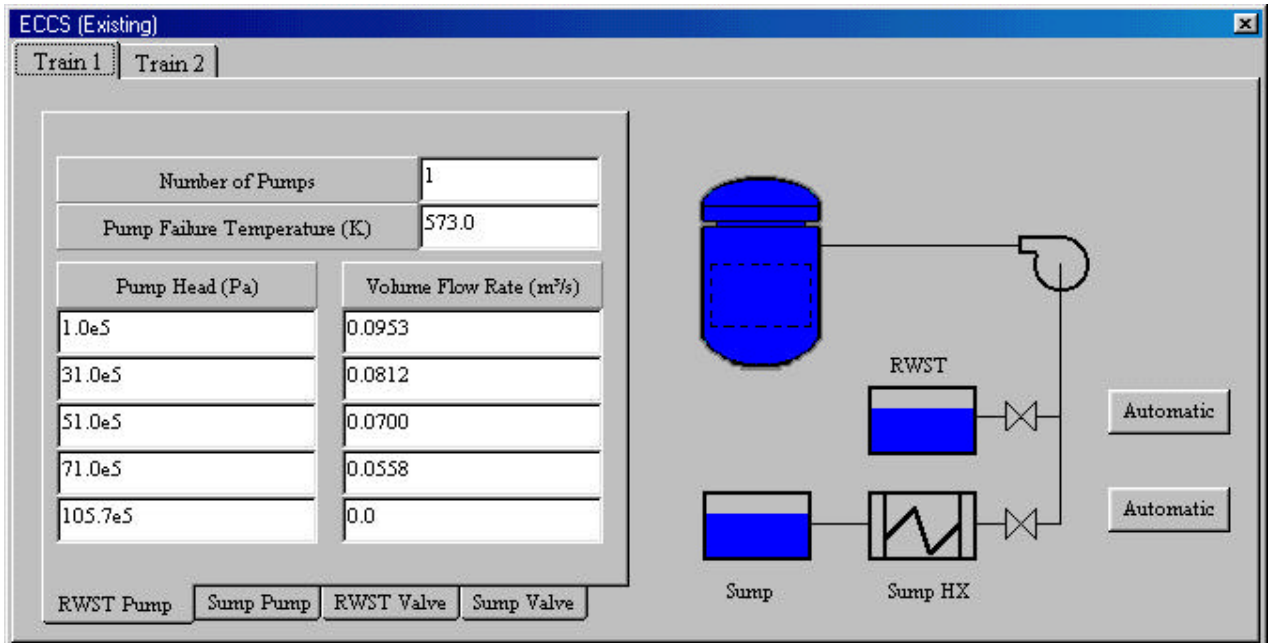 ECCS (Existing)
Train 1 Train 2
Number of Pumps 1
Pump Failure Temperature (K) 573.0
Pump Head (Pa) Volume Flow Rate (m³/s)
1.0e5 0.0953
31.0e5 0.0812
51.0e5 0.0700
71.0e5 0.0558
105.7e5 0.0
RWST Pump Sump Pump RWST Valve Sump Valve
RWST
Automatic
Automatic
Sump Sump HX